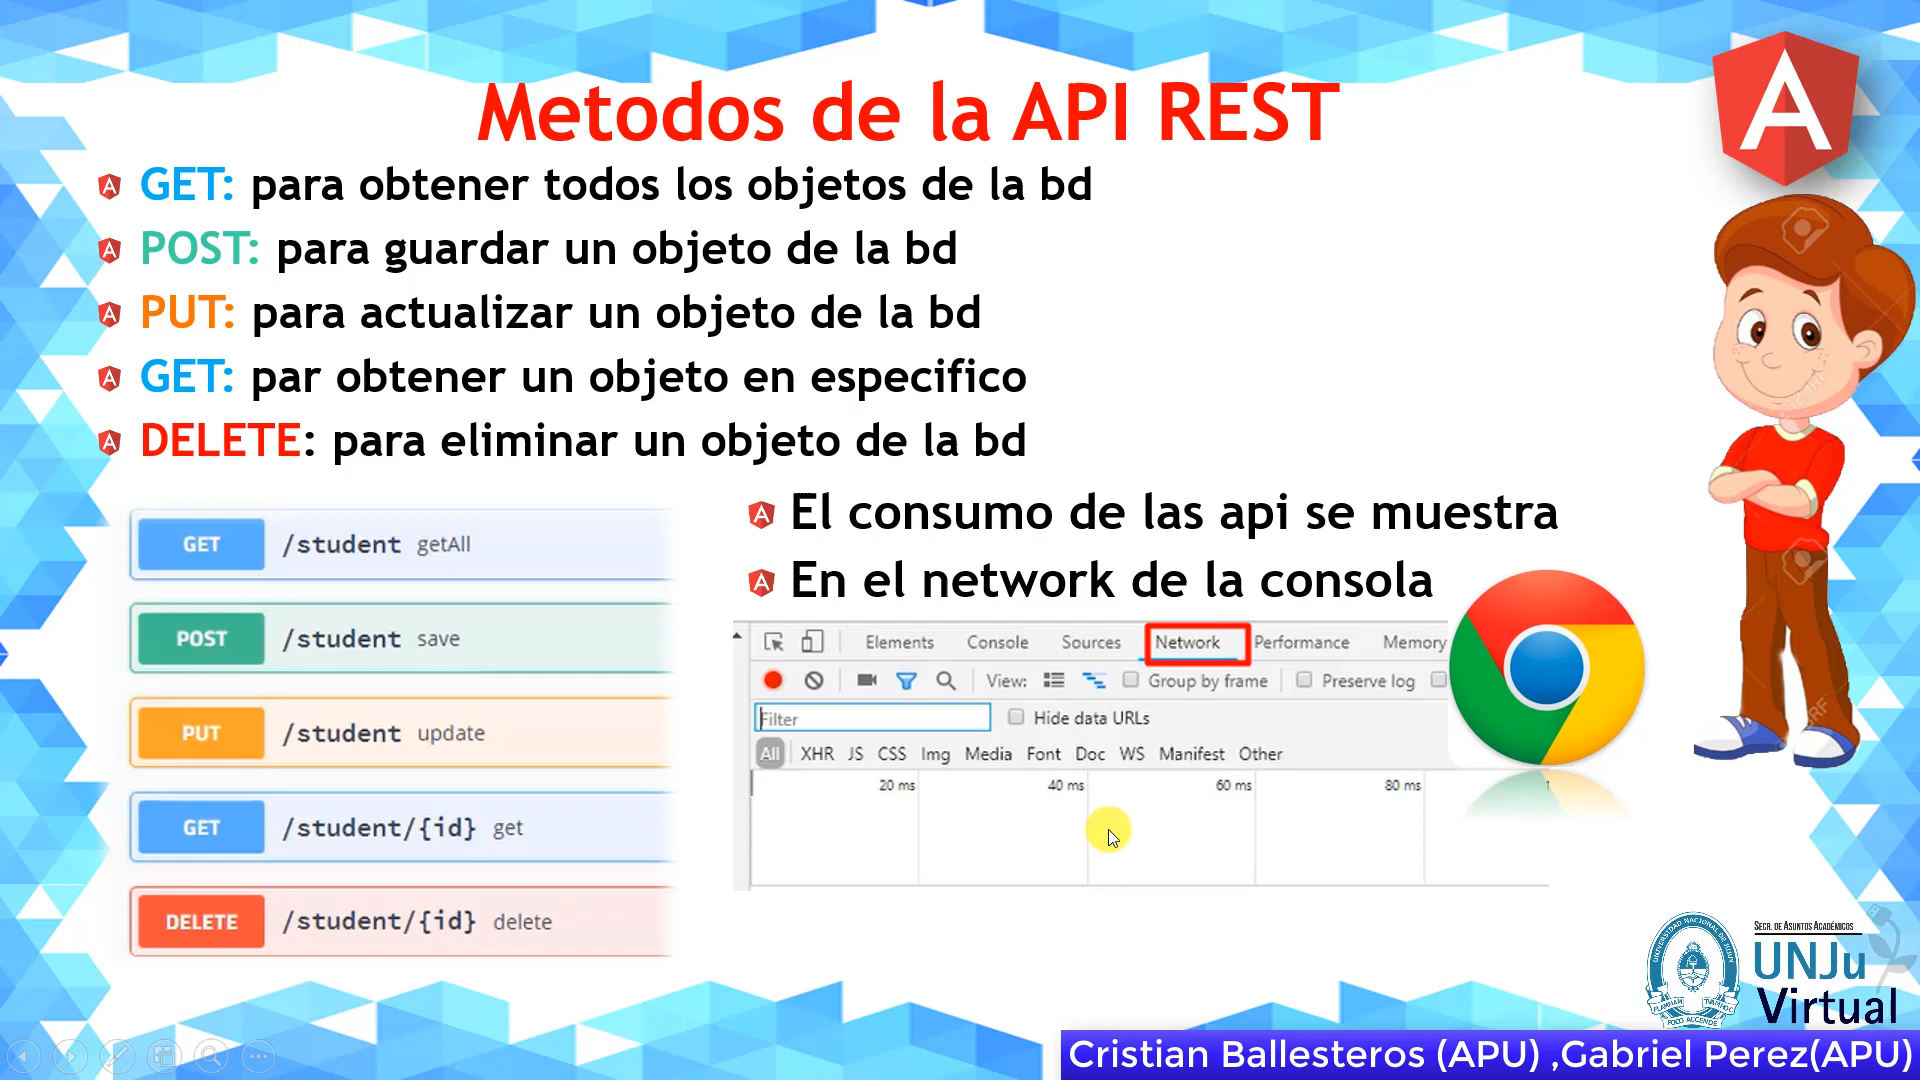 Metodos de la API REST
GET: para obtener todos los objetos de la bd
POST: para guardar un objeto de la bd
PUT: para actualizar un objeto de la bd
GET: par obtener un objeto en especifico
DELETE: para eliminar un objeto de la bd
GET /student getAll
POST /student save
PUT /student update
GET /student/{id} get
DELETE /student/{id} delete
El consumo de las api se muestra
En el network de la consola
Elements Console Sources Network Performance Memory
View: Group by frame Preserve log
Filter Hide data URLs
All XHR JS CSS Img Media Font Doc WS Manifest Other
20 ms 40 ms 60 ms 80 ms
UNIVERSIDAD NACIONAL DE JUJUY
SECR. DE ASUNTOS ACADÉMICOS
UNJu
Virtual
Cristian Ballesteros (APU) ,Gabriel Perez(APU)